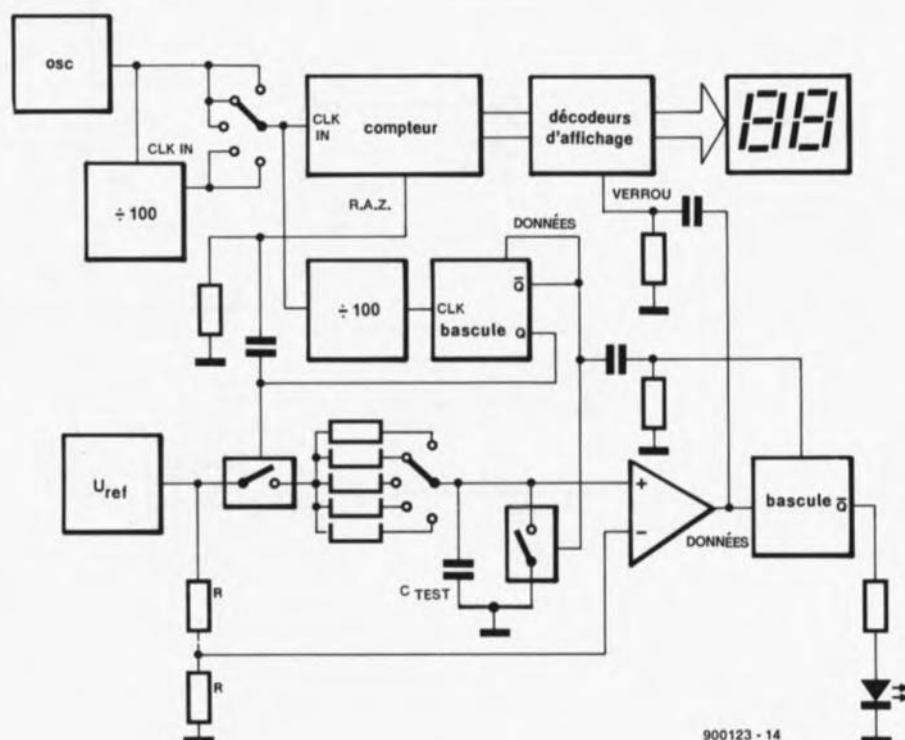 osc
CLK IN
÷ 100
CLK
IN
compteur
R.A.Z.
décodeurs
d'affichage
88
VERROU
DONNÉES
÷ 100
CLK
bascule
Q̅
Q
Uref
R
R
C TEST
+
−
DONNÉES
bascule
Q̅
900123 - 14